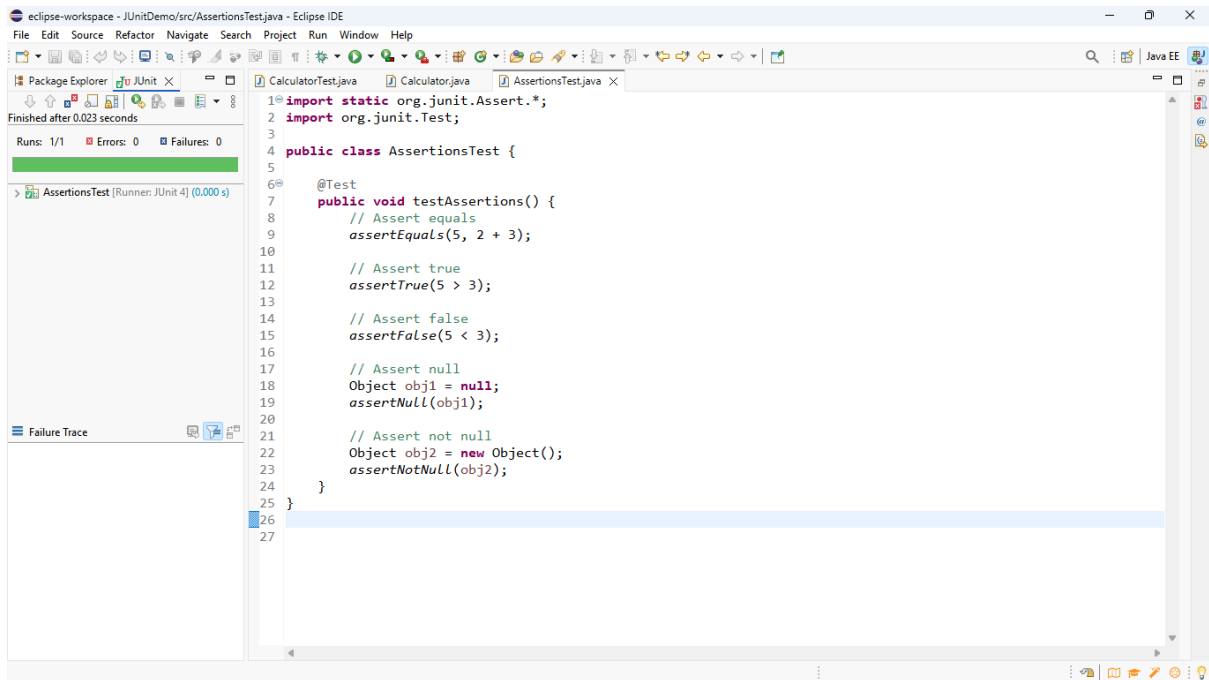 eclipse-workspace - JUnitDemo/src/AssertionsTest.java - Eclipse IDE
File Edit Source Refactor Navigate Search Project Run Window Help
Java EE
Package Explorer JUnit
Finished after 0.023 seconds
Runs: 1/1 Errors: 0 Failures: 0
AssertionsTest [Runner: JUnit 4] (0.000 s)
Failure Trace
CalculatorTest.java Calculator.java AssertionsTest.java
1 import static org.junit.Assert.*;
2 import org.junit.Test;
3
4 public class AssertionsTest {
5
6 @Test
7 public void testAssertions() {
8 // Assert equals
9 assertEquals(5, 2 + 3);
10
11 // Assert true
12 assertTrue(5 > 3);
13
14 // Assert false
15 assertFalse(5 < 3);
16
17 // Assert null
18 Object obj1 = null;
19 assertNull(obj1);
20
21 // Assert not null
22 Object obj2 = new Object();
23 assertNotNull(obj2);
24 }
25 }
26
27